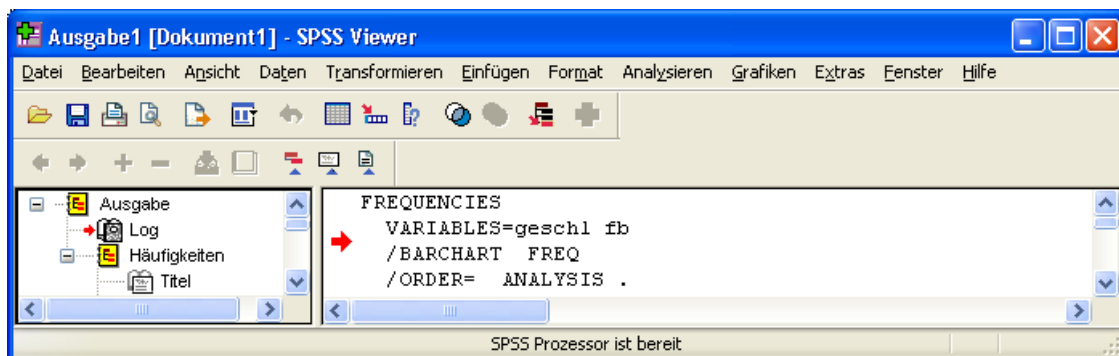 Ausgabe1 [Dokument1] - SPSS Viewer
Datei Bearbeiten Ansicht Daten Transformieren Einfügen Format Analysieren Grafiken Extras Fenster Hilfe
Ausgabe
Log
Häufigkeiten
Titel
FREQUENCIES
VARIABLES=geschl fb
/BARCHART FREQ
/ORDER= ANALYSIS .
SPSS Prozessor ist bereit